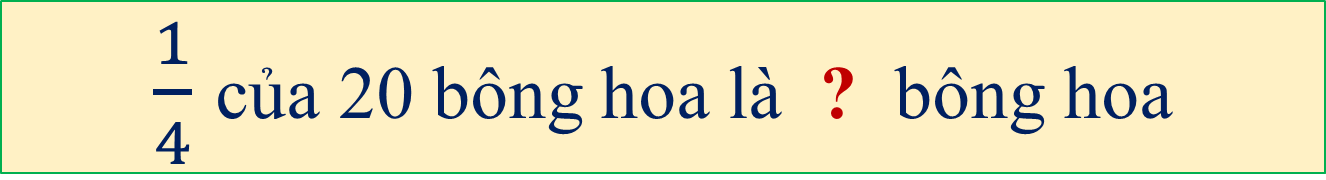 1/4 của 20 bông hoa là ? bông hoa